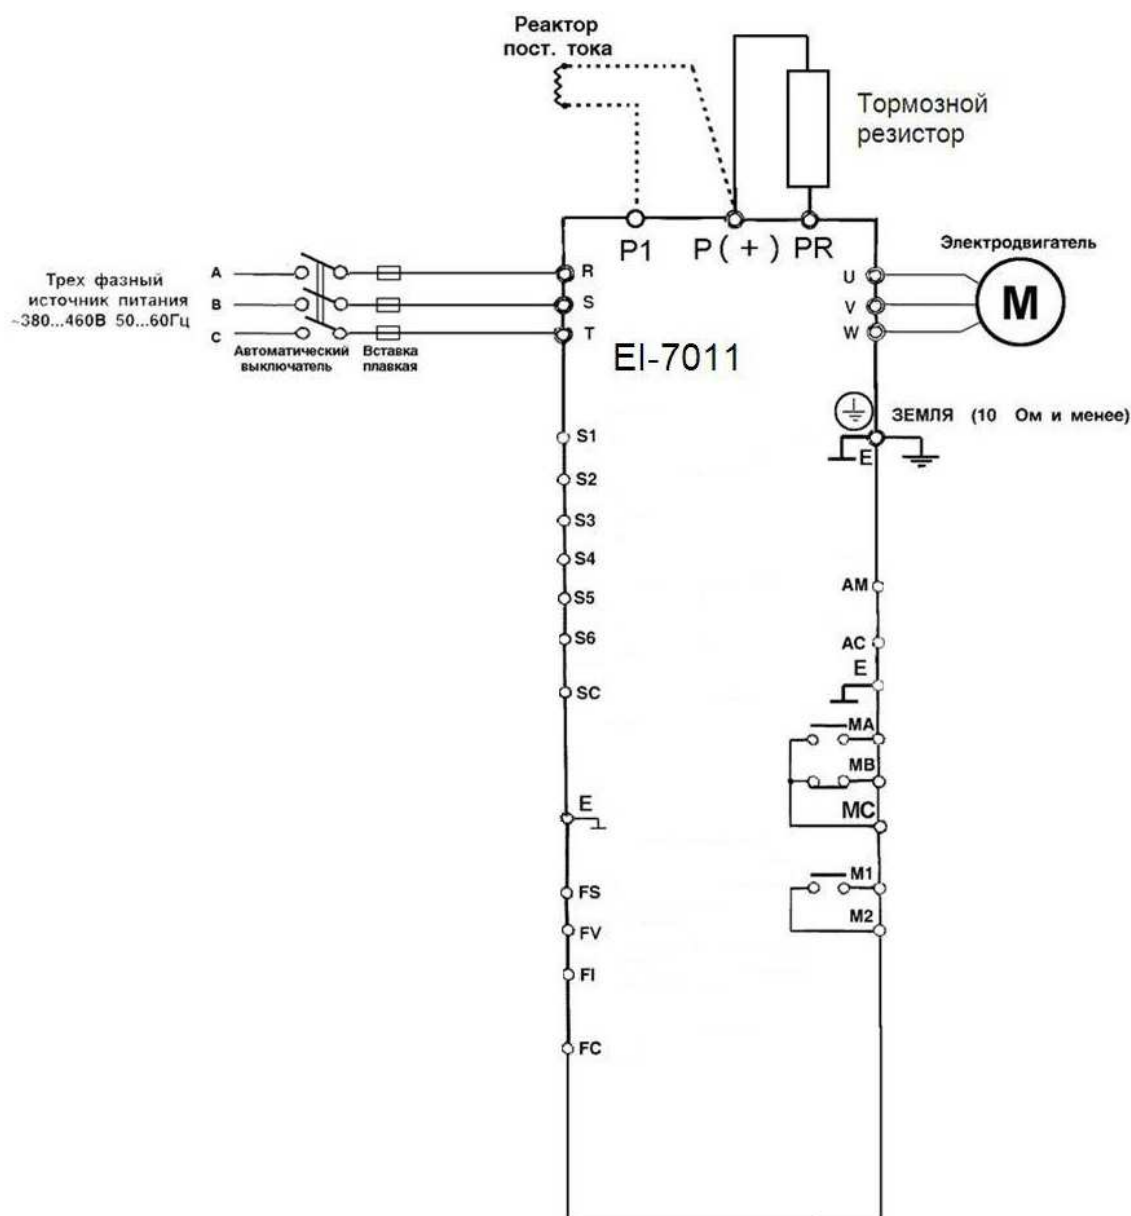 Реактор
пост. тока
Тормозной
резистор
P1
P(+)
PR
Электродвигатель
Трех фазный
источник питания
~380...460В 50...60Гц
A
B
C
Автоматический
выключатель
Вставка
плавкая
R
S
T
U
V
W
M
EI-7011
ЗЕМЛЯ (10 Ом и менее)
E
S1
S2
S3
S4
S5
S6
SC
E
FS
FV
FI
FC
AM
AC
E
MA
MB
MC
M1
M2